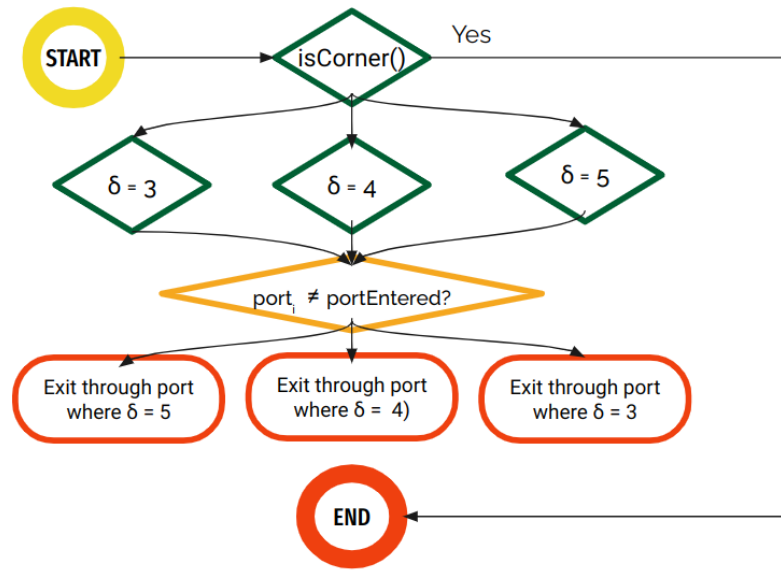 START
isCorner()
Yes
δ = 3
δ = 4
δ = 5
portᵢ ≠ portEntered?
Exit through port
where δ = 5
Exit through port
where δ = 4)
Exit through port
where δ = 3
END